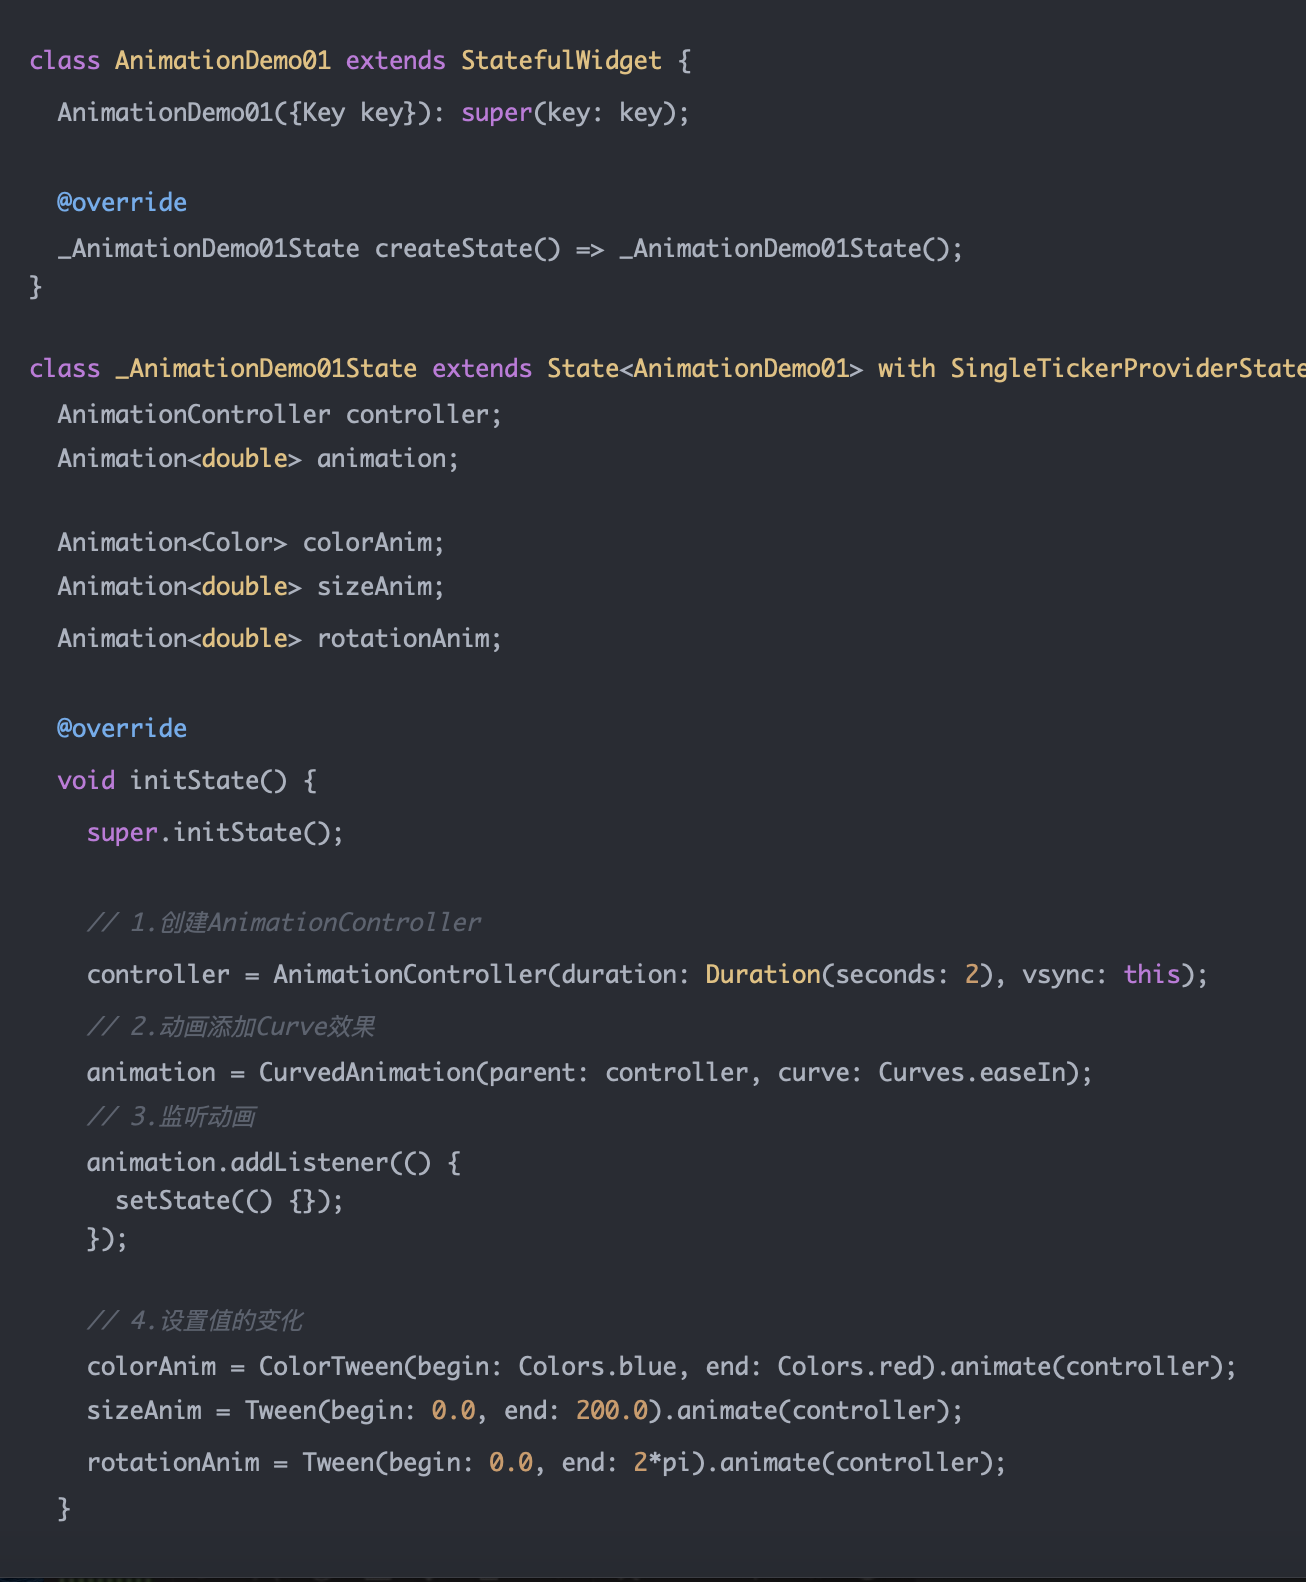 class AnimationDemo01 extends StatefulWidget {
  AnimationDemo01({Key key}): super(key: key);

  @override
  _AnimationDemo01State createState() => _AnimationDemo01State();
}

class _AnimationDemo01State extends State<AnimationDemo01> with SingleTickerProviderState
  AnimationController controller;
  Animation<double> animation;

  Animation<Color> colorAnim;
  Animation<double> sizeAnim;
  Animation<double> rotationAnim;

  @override
  void initState() {
    super.initState();

    // 1.创建AnimationController
    controller = AnimationController(duration: Duration(seconds: 2), vsync: this);
    // 2.动画添加Curve效果
    animation = CurvedAnimation(parent: controller, curve: Curves.easeIn);
    // 3.监听动画
    animation.addListener(() {
      setState(() {});
    });

    // 4.设置值的变化
    colorAnim = ColorTween(begin: Colors.blue, end: Colors.red).animate(controller);
    sizeAnim = Tween(begin: 0.0, end: 200.0).animate(controller);
    rotationAnim = Tween(begin: 0.0, end: 2*pi).animate(controller);
  }